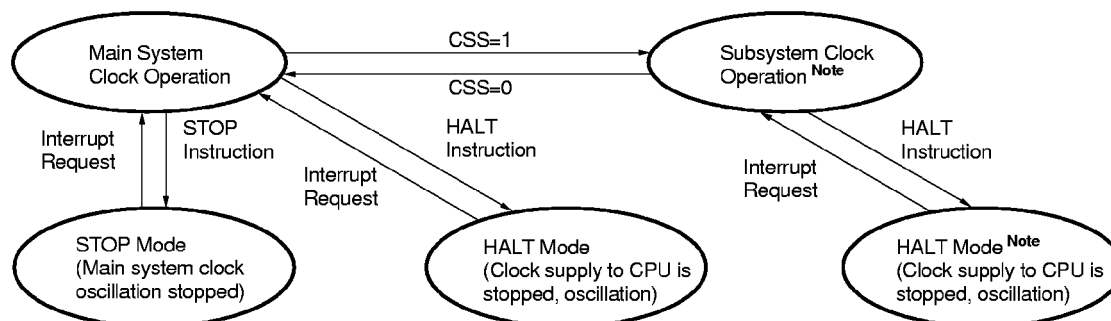 Main System
Clock Operation
CSS=1
CSS=0
Subsystem Clock
Operation Note
Interrupt
Request
STOP
Instruction
HALT
Instruction
Interrupt
Request
HALT
Instruction
Interrupt
Request
STOP Mode
(Main system clock
oscillation stopped)
HALT Mode
(Clock supply to CPU is
stopped, oscillation)
HALT Mode Note
(Clock supply to CPU is
stopped, oscillation)